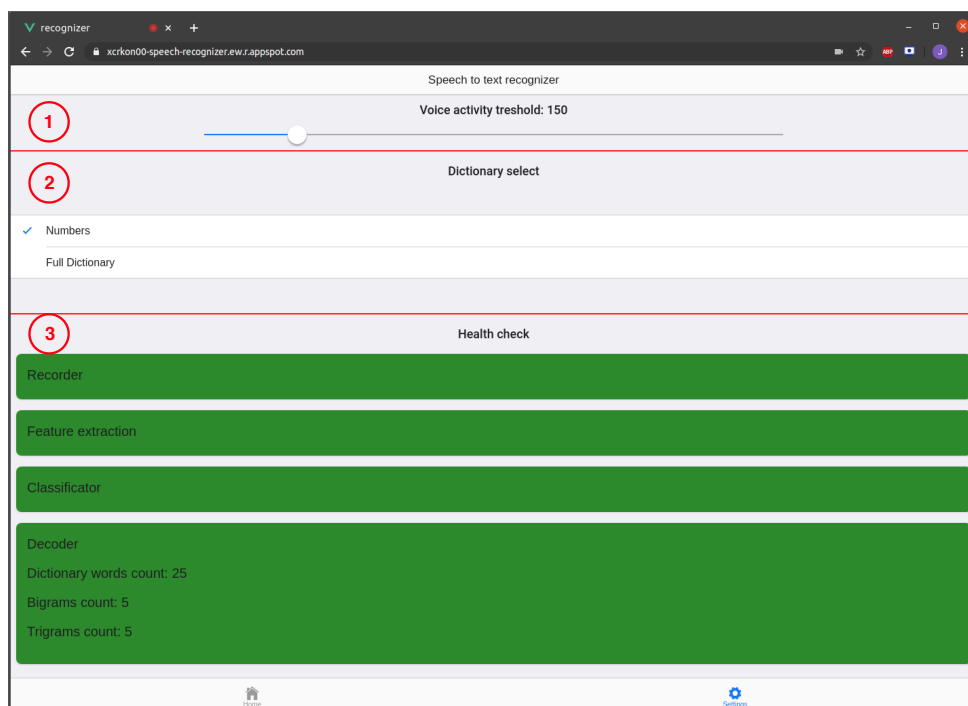 recognizer
xcrkon00-speech-recognizer.ew.r.appspot.com
ABP
J
Speech to text recognizer
1
Voice activity treshold: 150
2
Dictionary select
Numbers
Full Dictionary
3
Health check
Recorder
Feature extraction
Classificator
Decoder
Dictionary words count: 25
Bigrams count: 5
Trigrams count: 5
Home
Settings